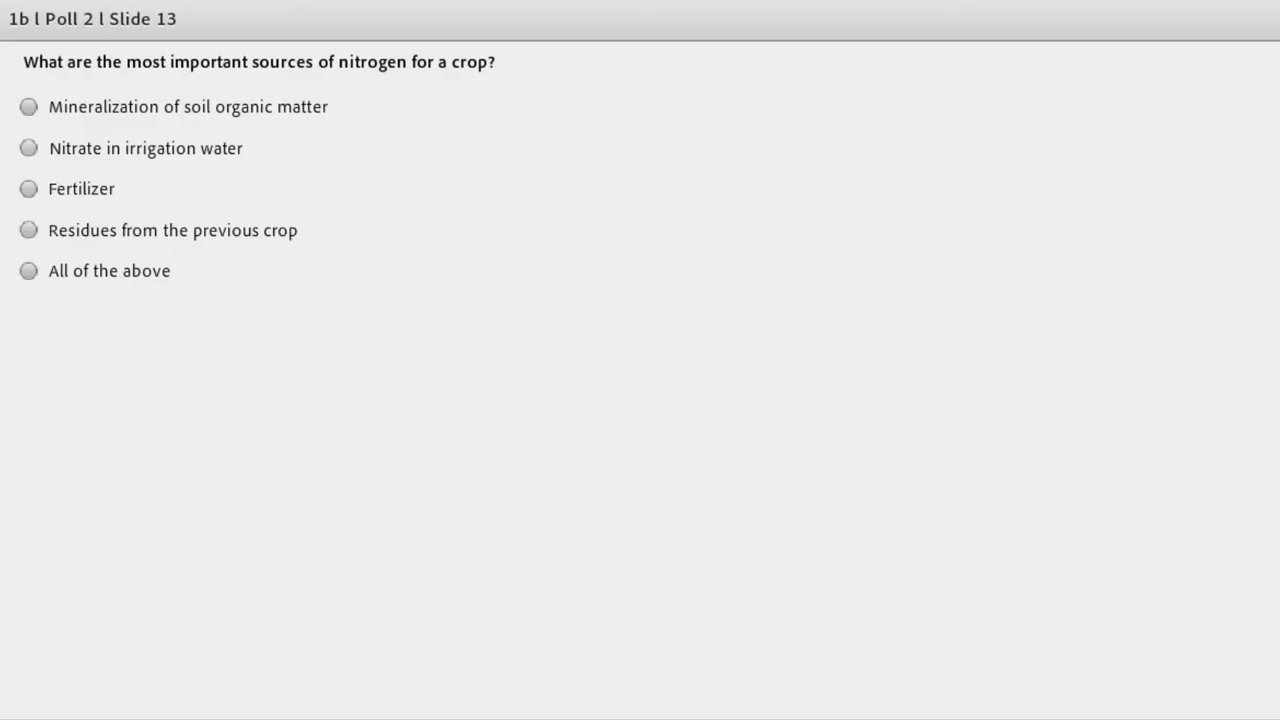 1b l Poll 2 l Slide 13
What are the most important sources of nitrogen for a crop?
Mineralization of soil organic matter
Nitrate in irrigation water
Fertilizer
Residues from the previous crop
All of the above